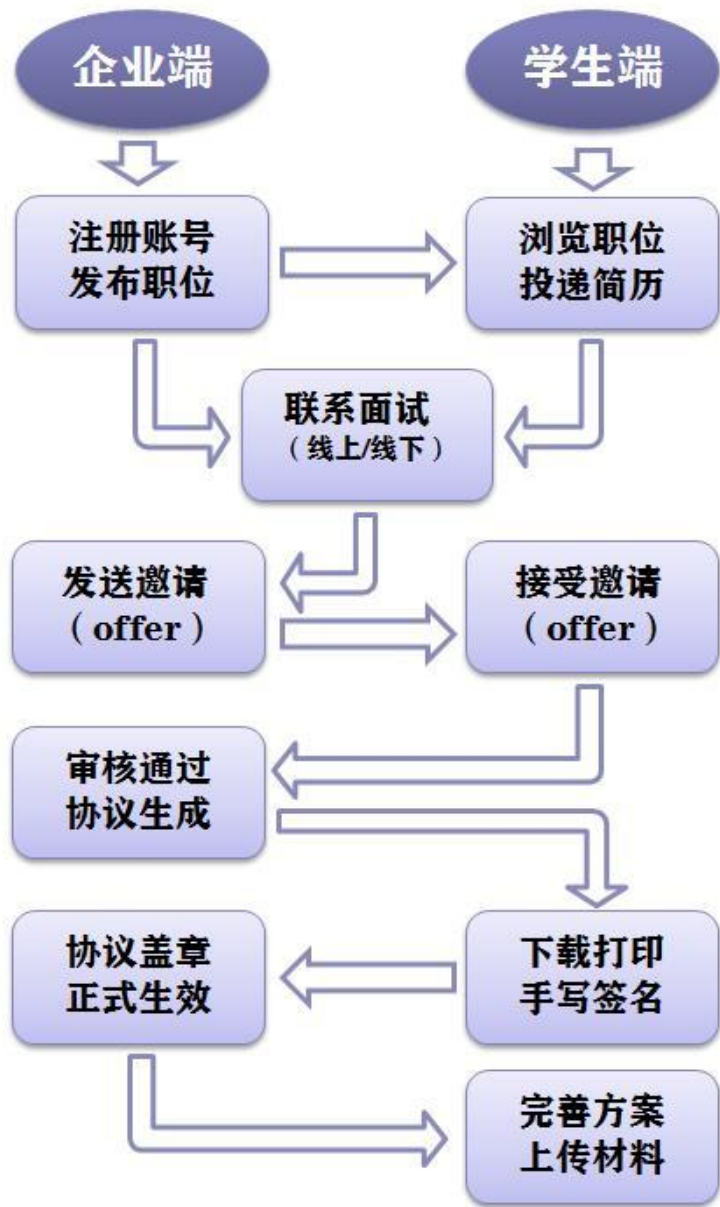 企业端
学生端
注册账号
发布职位
浏览职位
投递简历
联系面试
（线上/线下）
发送邀请
（offer）
接受邀请
（offer）
审核通过
协议生成
协议盖章
正式生效
下载打印
手写签名
完善方案
上传材料